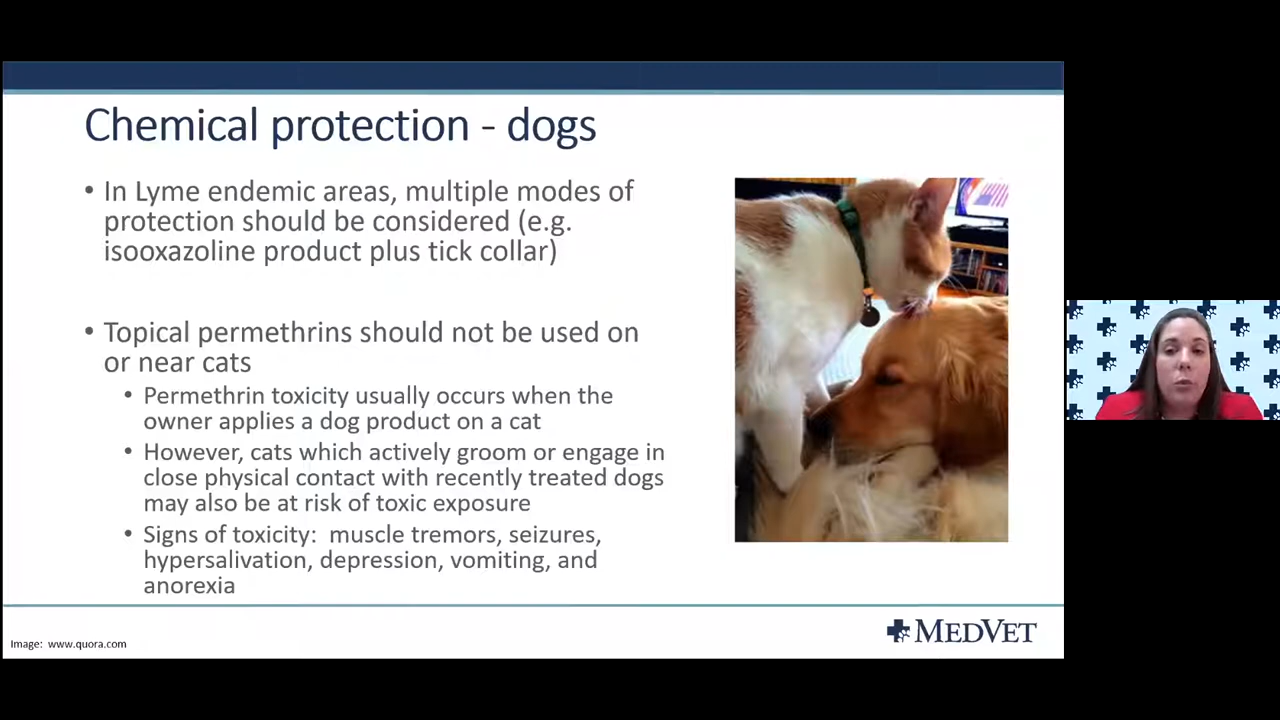 Chemical protection - dogs
• In Lyme endemic areas, multiple modes of
protection should be considered (e.g.
isooxazoline product plus tick collar)
• Topical permethrins should not be used on
or near cats
• Permethrin toxicity usually occurs when the
owner applies a dog product on a cat
• However, cats which actively groom or engage in
close physical contact with recently treated dogs
may also be at risk of toxic exposure
• Signs of toxicity:  muscle tremors, seizures,
hypersalivation, depression, vomiting, and
anorexia
Image:  www.quora.com
MEDVET